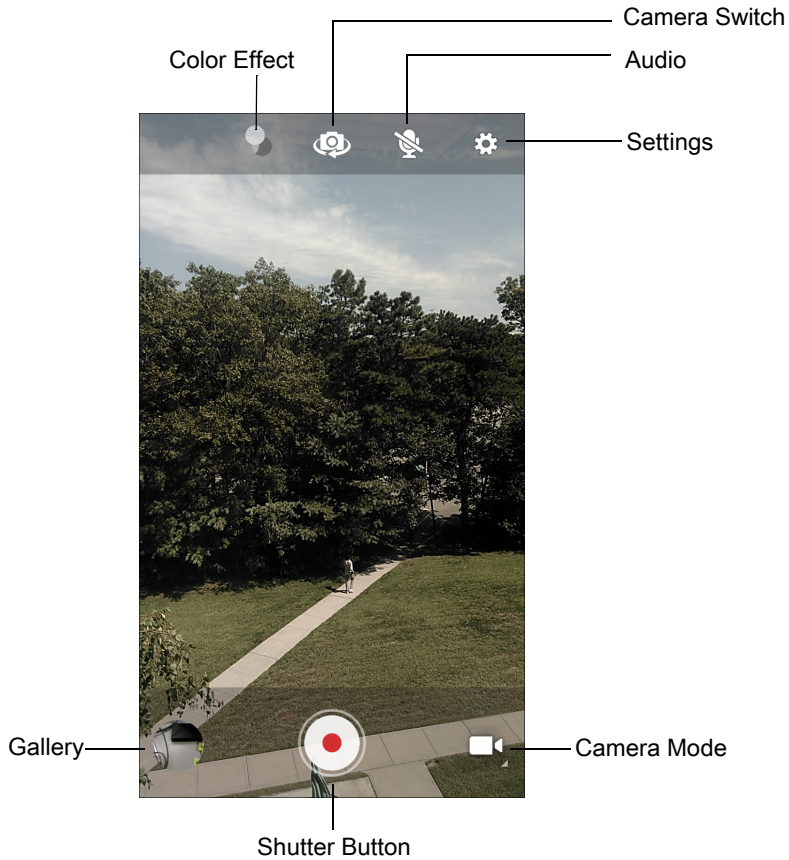 Camera Switch
Color Effect
Audio
Settings
Gallery
Camera Mode
Shutter Button